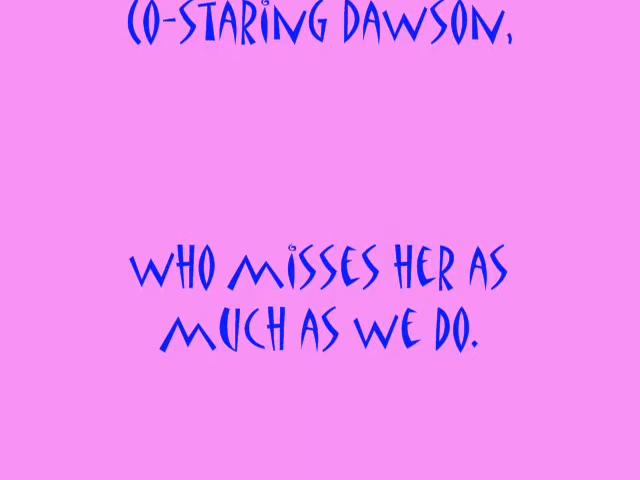 CO-STARING DAWSON,
WHO MISSES HER AS
MUCH AS WE DO.